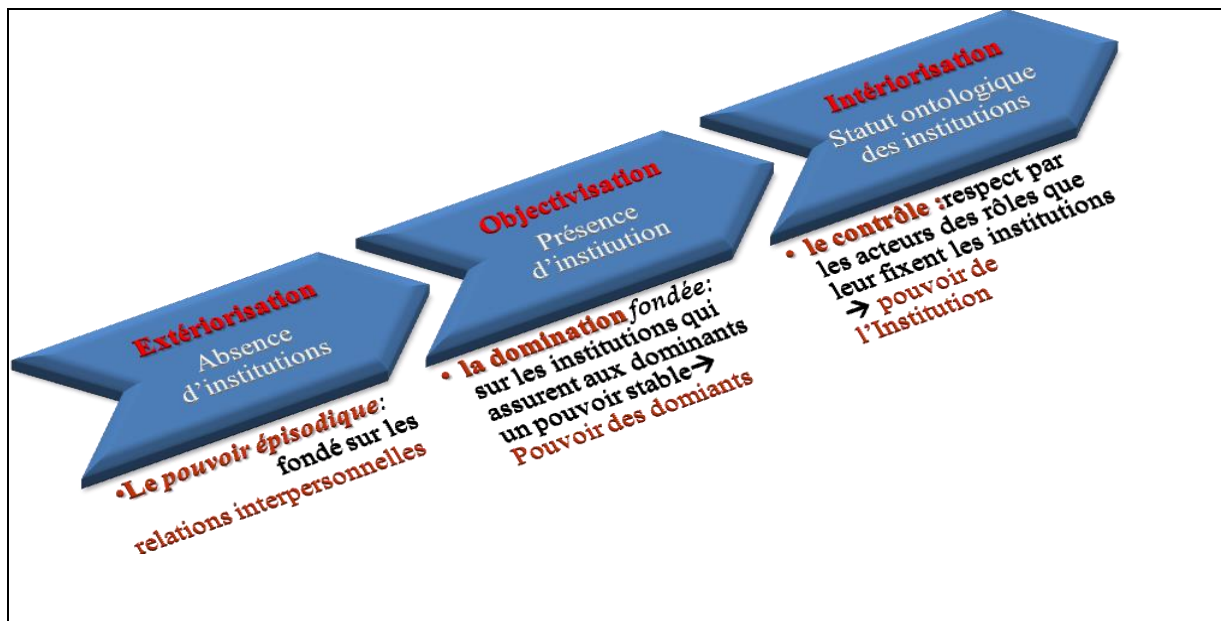 Extériorisation
Absence
d'institutions
•Le pouvoir épisodique:
fondé sur les
relations interpersonnelles
Objectivisation
Présence
d'institution
• la domination fondée:
sur les institutions qui
assurent aux dominants
un pouvoir stable→
Pouvoir des domiants
Intériorisation
Statut ontologique
des institutions
• le contrôle :respect par
les acteurs des rôles que
leur fixent les institutions
→ pouvoir de
l'Institution